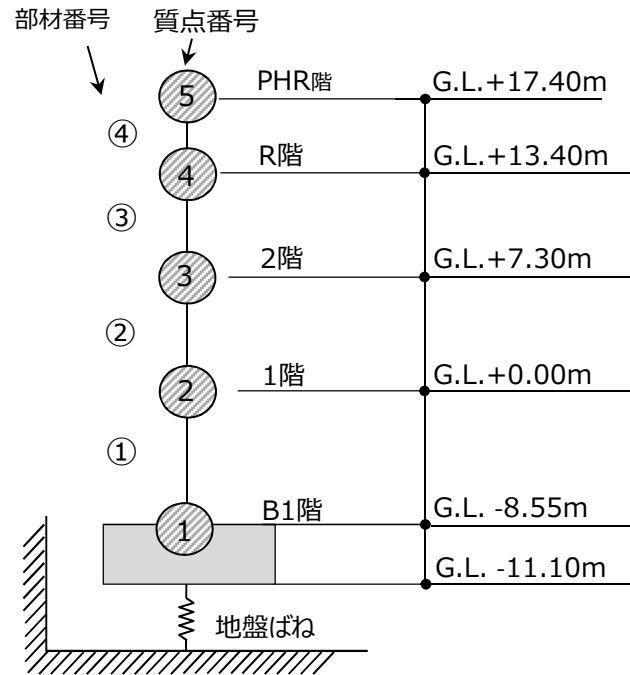 部材番号 質点番号
5 PHR階 G.L.+17.40m
④
4 R階 G.L.+13.40m
③
3 2階 G.L.+7.30m
②
2 1階 G.L.+0.00m
①
1 B1階 G.L. -8.55m
G.L. -11.10m
地盤ばね